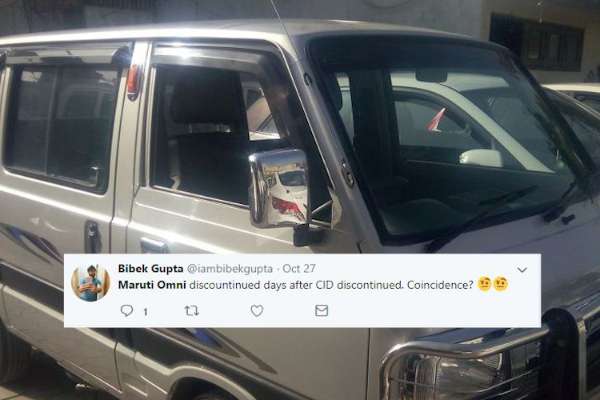 Bibek Gupta @iambibekgupta · Oct 27
Maruti Omni discountinued days after CID discontinued. Coincidence? 🤨🤨
1